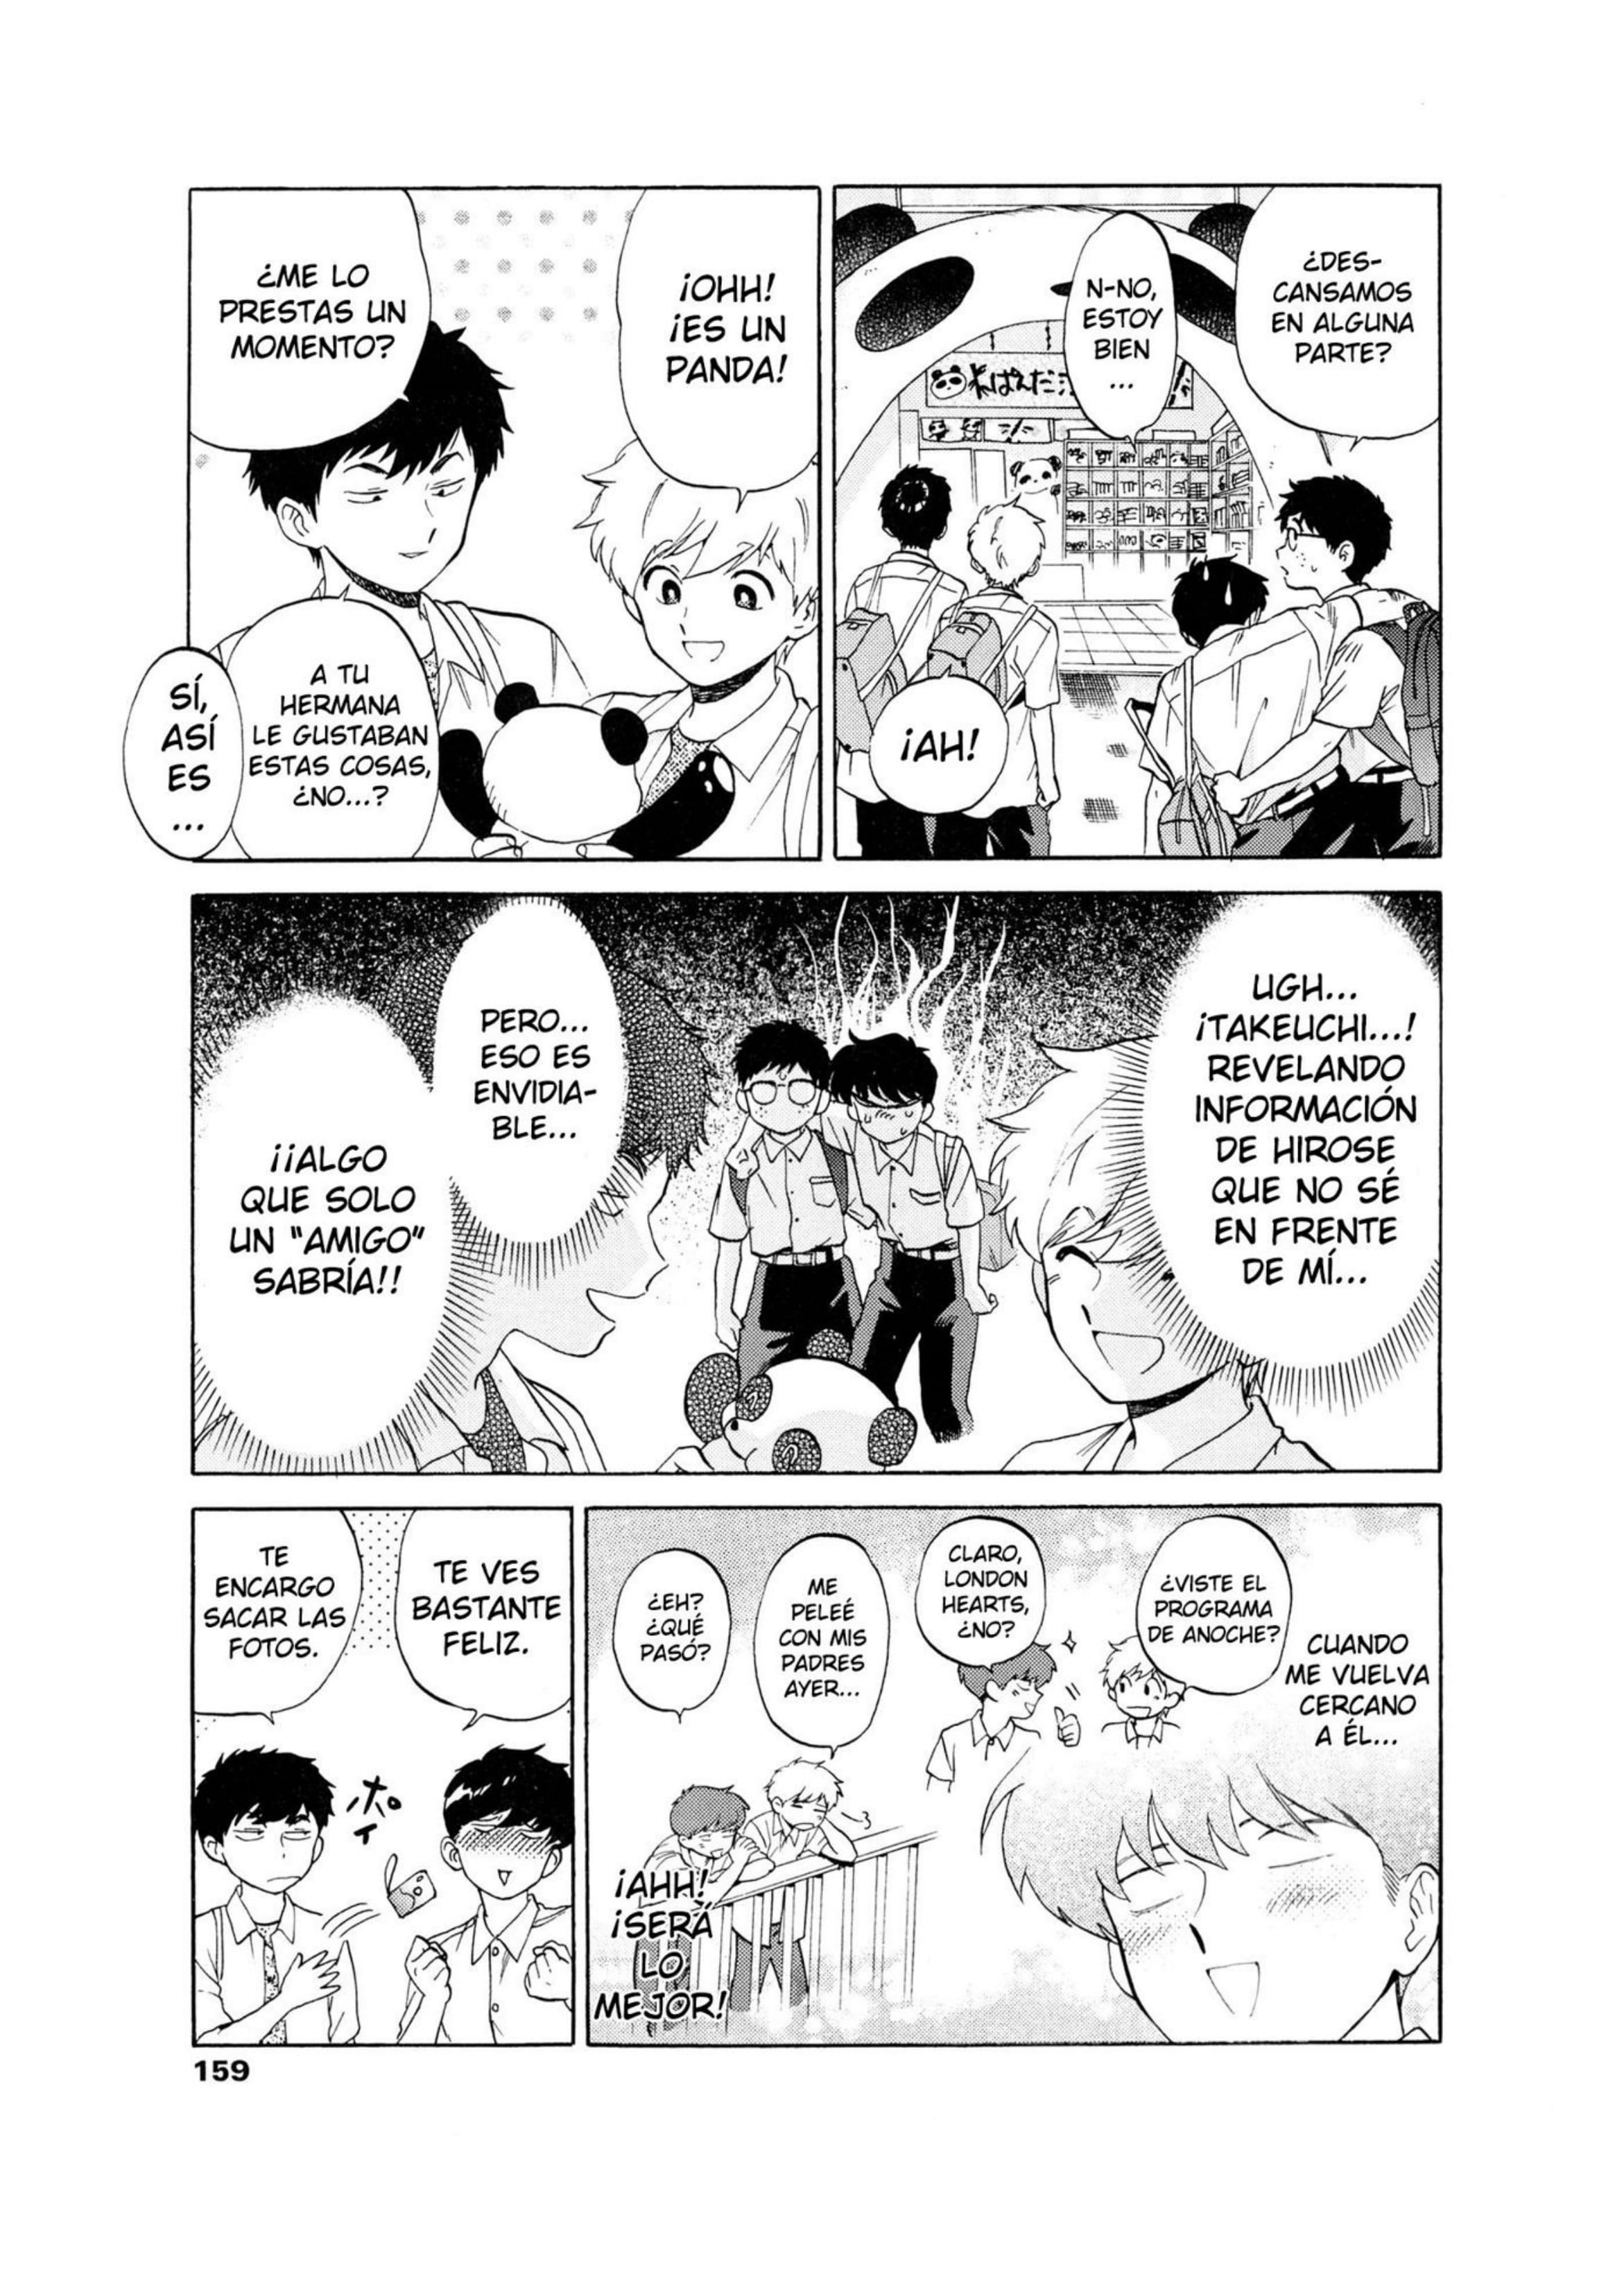 ¿DES-
CANSAMOS
EN ALGUNA
PARTE?
N-NO,
ESTOY
BIEN
...
¡AH!
¡OHH!
¡ES UN
PANDA!
¿ME LO
PRESTAS UN
MOMENTO?
A TU
HERMANA
LE GUSTABAN
ESTAS COSAS,
¿NO...?
SÍ,
ASÍ
ES
...
UGH...
¡TAKEUCHI...!
REVELANDO
INFORMACIÓN
DE HIROSE
QUE NO SÉ
EN FRENTE
DE MÍ...
PERO...
ESO ES
ENVIDIA-
BLE...
¡¡ALGO
QUE SOLO
UN "AMIGO"
SABRÍA!!
CUANDO
ME VUELVA
CERCANO
A ÉL...
¿VISTE EL
PROGRAMA
DE ANOCHE?
CLARO,
LONDON
HEARTS,
¿NO?
ME
PELEÉ
CON MIS
PADRES
AYER...
¿EH?
¿QUÉ
PASÓ?
¡AHH!
¡SERÁ
LO
MEJOR!
TE VES
BASTANTE
FELIZ.
TE
ENCARGO
SACAR LAS
FOTOS.
ポイ
159